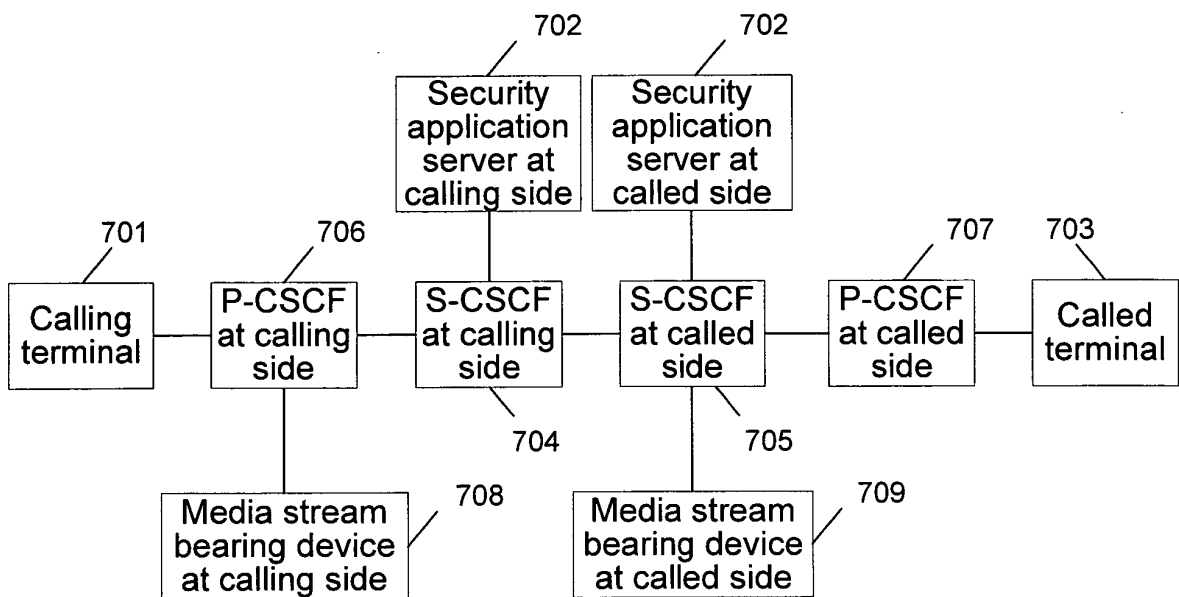 702
702
Security
application
server at
calling side
Security
application
server at
called side
701
706
707
703
Calling
terminal
P-CSCF
at calling
side
S-CSCF
at calling
side
S-CSCF
at called
side
P-CSCF
at called
side
Called
terminal
704
705
708
709
Media stream
bearing device
at calling side
Media stream
bearing device
at called side